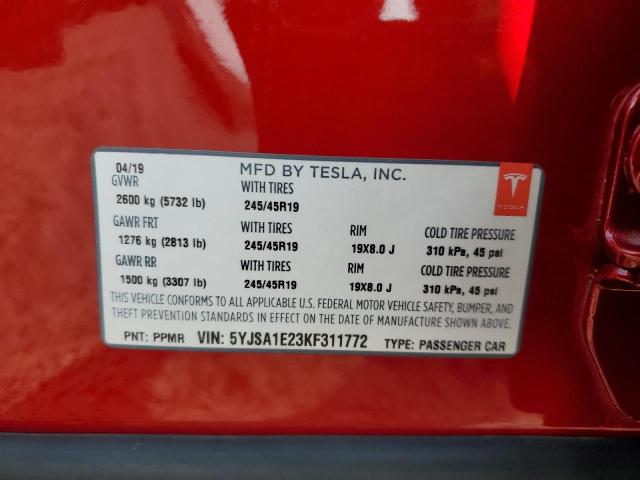 04/19 MFD BY TESLA, INC.
GVWR WITH TIRES
2600 kg (5732 lb) 245/45R19
GAWR FRT WITH TIRES RIM COLD TIRE PRESSURE
1276 kg (2813 lb) 245/45R19 19X8.0 J 310 kPa, 45 psi
GAWR RR WITH TIRES RIM COLD TIRE PRESSURE
1500 kg (3307 lb) 245/45R19 19X8.0 J 310 kPa, 45 psi
THIS VEHICLE CONFORMS TO ALL APPLICABLE U.S. FEDERAL MOTOR VEHICLE SAFETY, BUMPER, AND
THEFT PREVENTION STANDARDS IN EFFECT ON THE DATE OF MANUFACTURE SHOWN ABOVE.
PNT: PPMR VIN: 5YJSA1E23KF311772 TYPE: PASSENGER CAR
TESLA